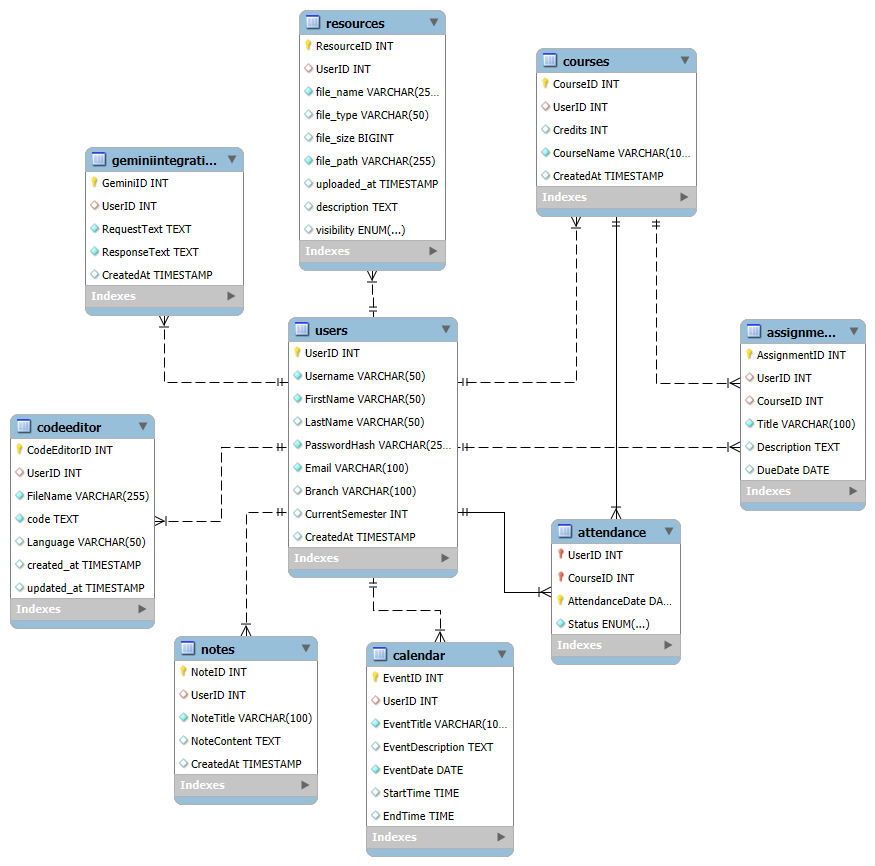 resources
ResourceID INT
UserID INT
file_name VARCHAR(25...
file_type VARCHAR(50)
file_size BIGINT
file_path VARCHAR(255)
uploaded_at TIMESTAMP
description TEXT
visibility ENUM(...)
Indexes
courses
CourseID INT
UserID INT
Credits INT
CourseName VARCHAR(10...
CreatedAt TIMESTAMP
Indexes
geminiintegrati...
GeminiID INT
UserID INT
RequestText TEXT
ResponseText TEXT
CreatedAt TIMESTAMP
Indexes
users
UserID INT
Username VARCHAR(50)
FirstName VARCHAR(50)
LastName VARCHAR(50)
PasswordHash VARCHAR(25...
Email VARCHAR(100)
Branch VARCHAR(100)
CurrentSemester INT
CreatedAt TIMESTAMP
Indexes
assignme...
AssignmentID INT
UserID INT
CourseID INT
Title VARCHAR(100)
Description TEXT
DueDate DATE
Indexes
codeeditor
CodeEditorID INT
UserID INT
FileName VARCHAR(255)
code TEXT
Language VARCHAR(50)
created_at TIMESTAMP
updated_at TIMESTAMP
Indexes
attendance
UserID INT
CourseID INT
AttendanceDate DA...
Status ENUM(...)
Indexes
notes
NoteID INT
UserID INT
NoteTitle VARCHAR(100)
NoteContent TEXT
CreatedAt TIMESTAMP
Indexes
calendar
EventID INT
UserID INT
EventTitle VARCHAR(10...
EventDescription TEXT
EventDate DATE
StartTime TIME
EndTime TIME
Indexes